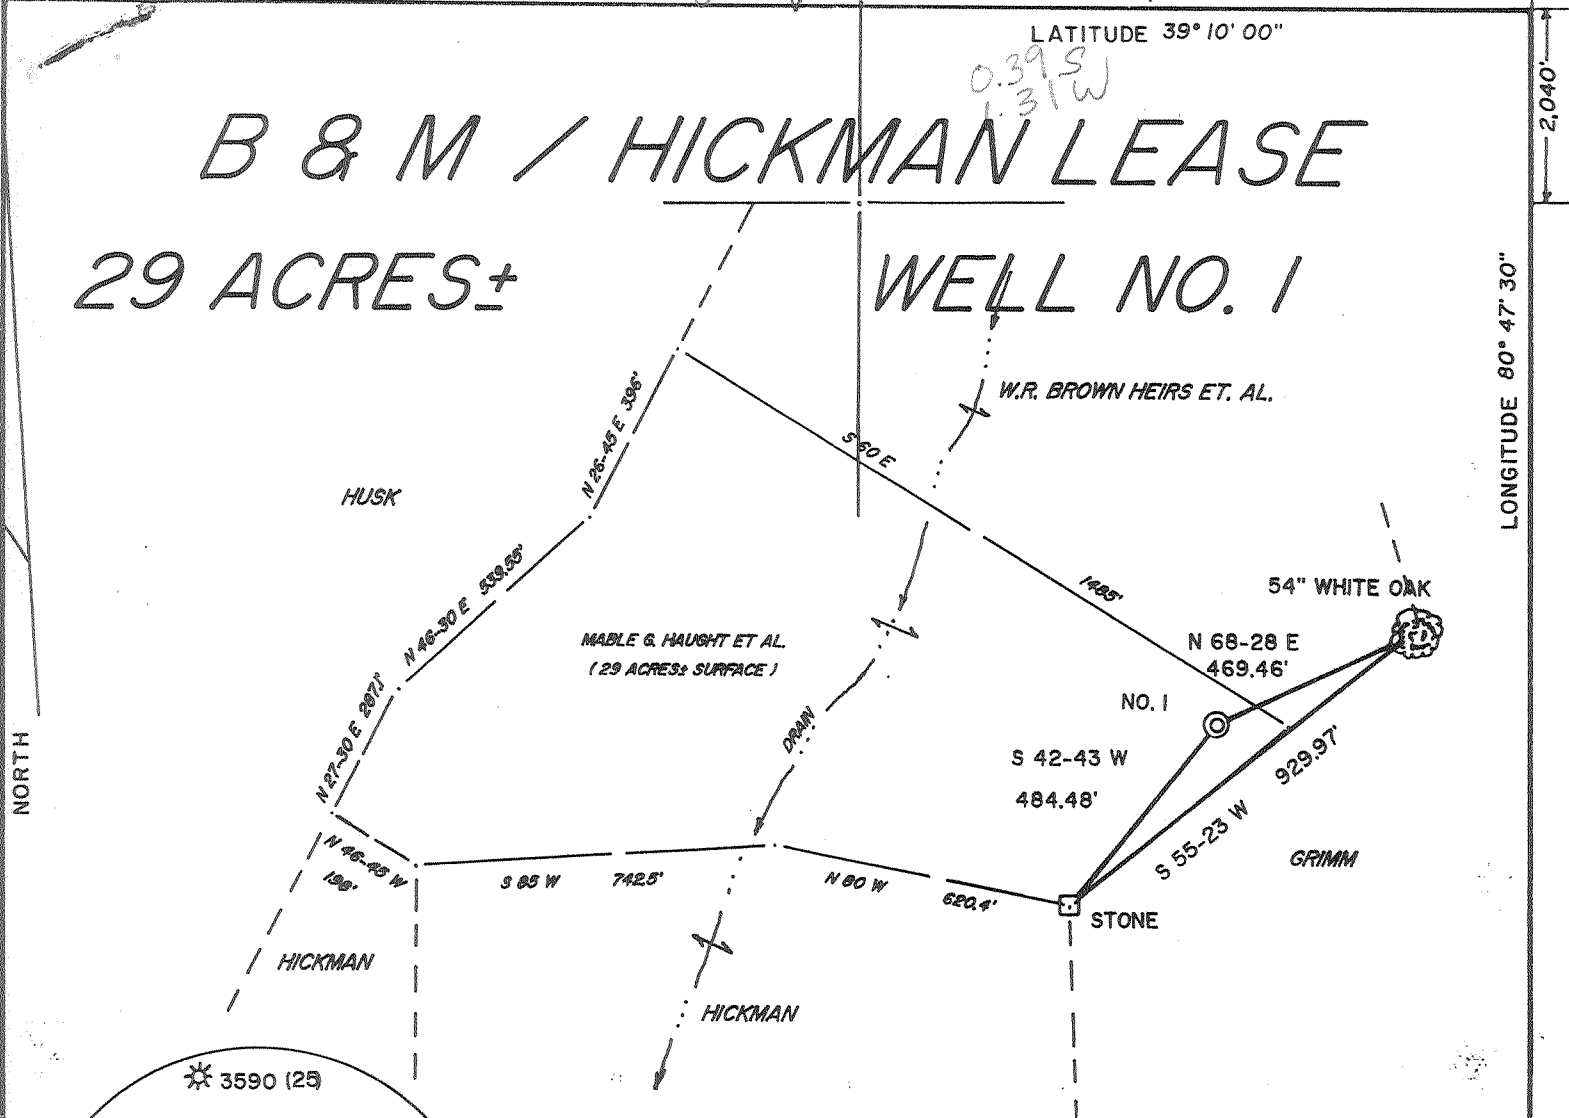 LATITUDE 39° 10' 00"
0.39 S
1.31 W
2,040'
B & M / HICKMAN LEASE
29 ACRES±
WELL NO. 1
LONGITUDE 80° 47' 30"
W.R. BROWN HEIRS ET. AL.
N 26-45 E 396'
S 60 E
HUSK
N 46-30 E 539.55'
1485'
54" WHITE OAK
MABLE G. HAUGHT ET AL.
(29 ACRES± SURFACE)
N 68-28 E
469.46'
NO. 1
N 27-30 E 287.1'
DRAIN
S 42-43 W
484.48'
929.97'
S 55-23 W
NORTH
GRIMM
N 46-45 W
198'
S 85 W 742.5'
N 80 W 620.4'
STONE
HICKMAN
HICKMAN
3590 (25)